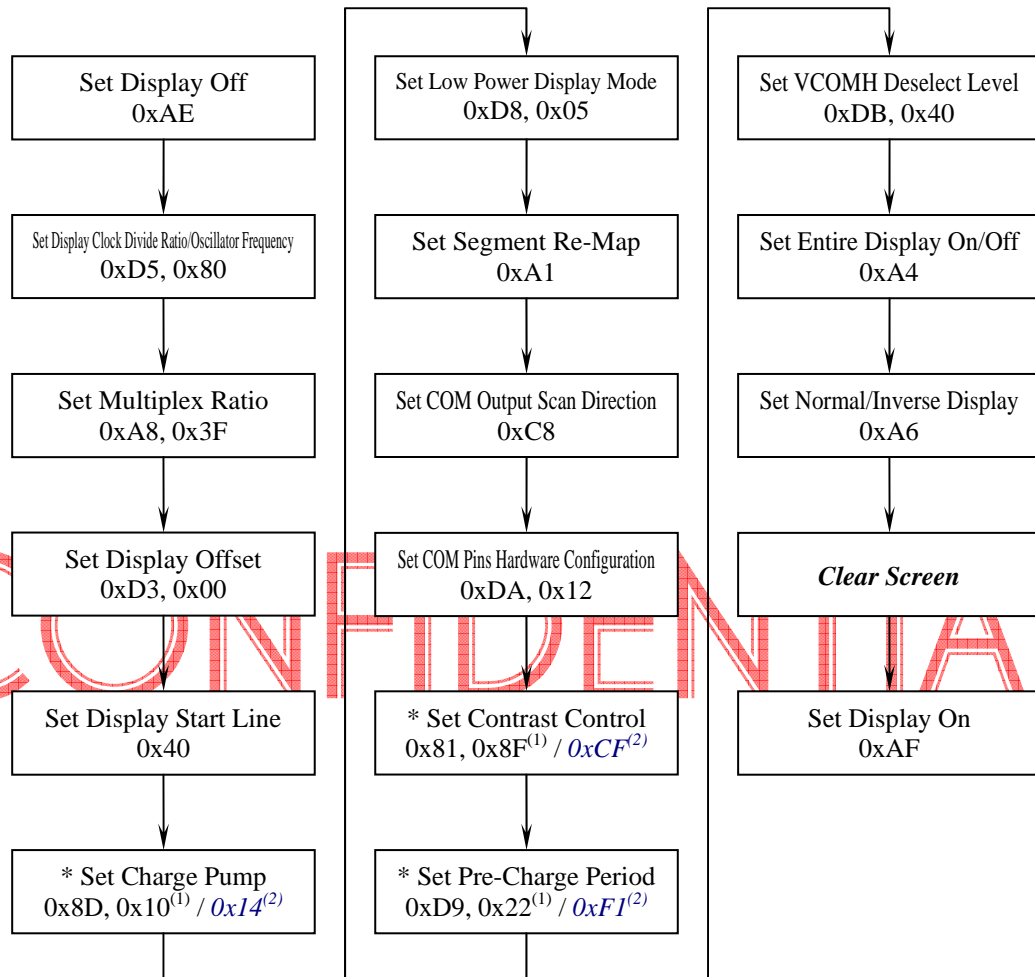 Set Display Off
0xAE
Set Display Clock Divide Ratio/Oscillator Frequency
0xD5, 0x80
Set Multiplex Ratio
0xA8, 0x3F
Set Display Offset
0xD3, 0x00
Set Display Start Line
0x40
* Set Charge Pump
0x8D, 0x10(1) / 0x14(2)
Set Low Power Display Mode
0xD8, 0x05
Set Segment Re-Map
0xA1
Set COM Output Scan Direction
0xC8
Set COM Pins Hardware Configuration
0xDA, 0x12
* Set Contrast Control
0x81, 0x8F(1) / 0xCF(2)
* Set Pre-Charge Period
0xD9, 0x22(1) / 0xF1(2)
Set VCOMH Deselect Level
0xDB, 0x40
Set Entire Display On/Off
0xA4
Set Normal/Inverse Display
0xA6
Clear Screen
Set Display On
0xAF
CONFIDENTIA